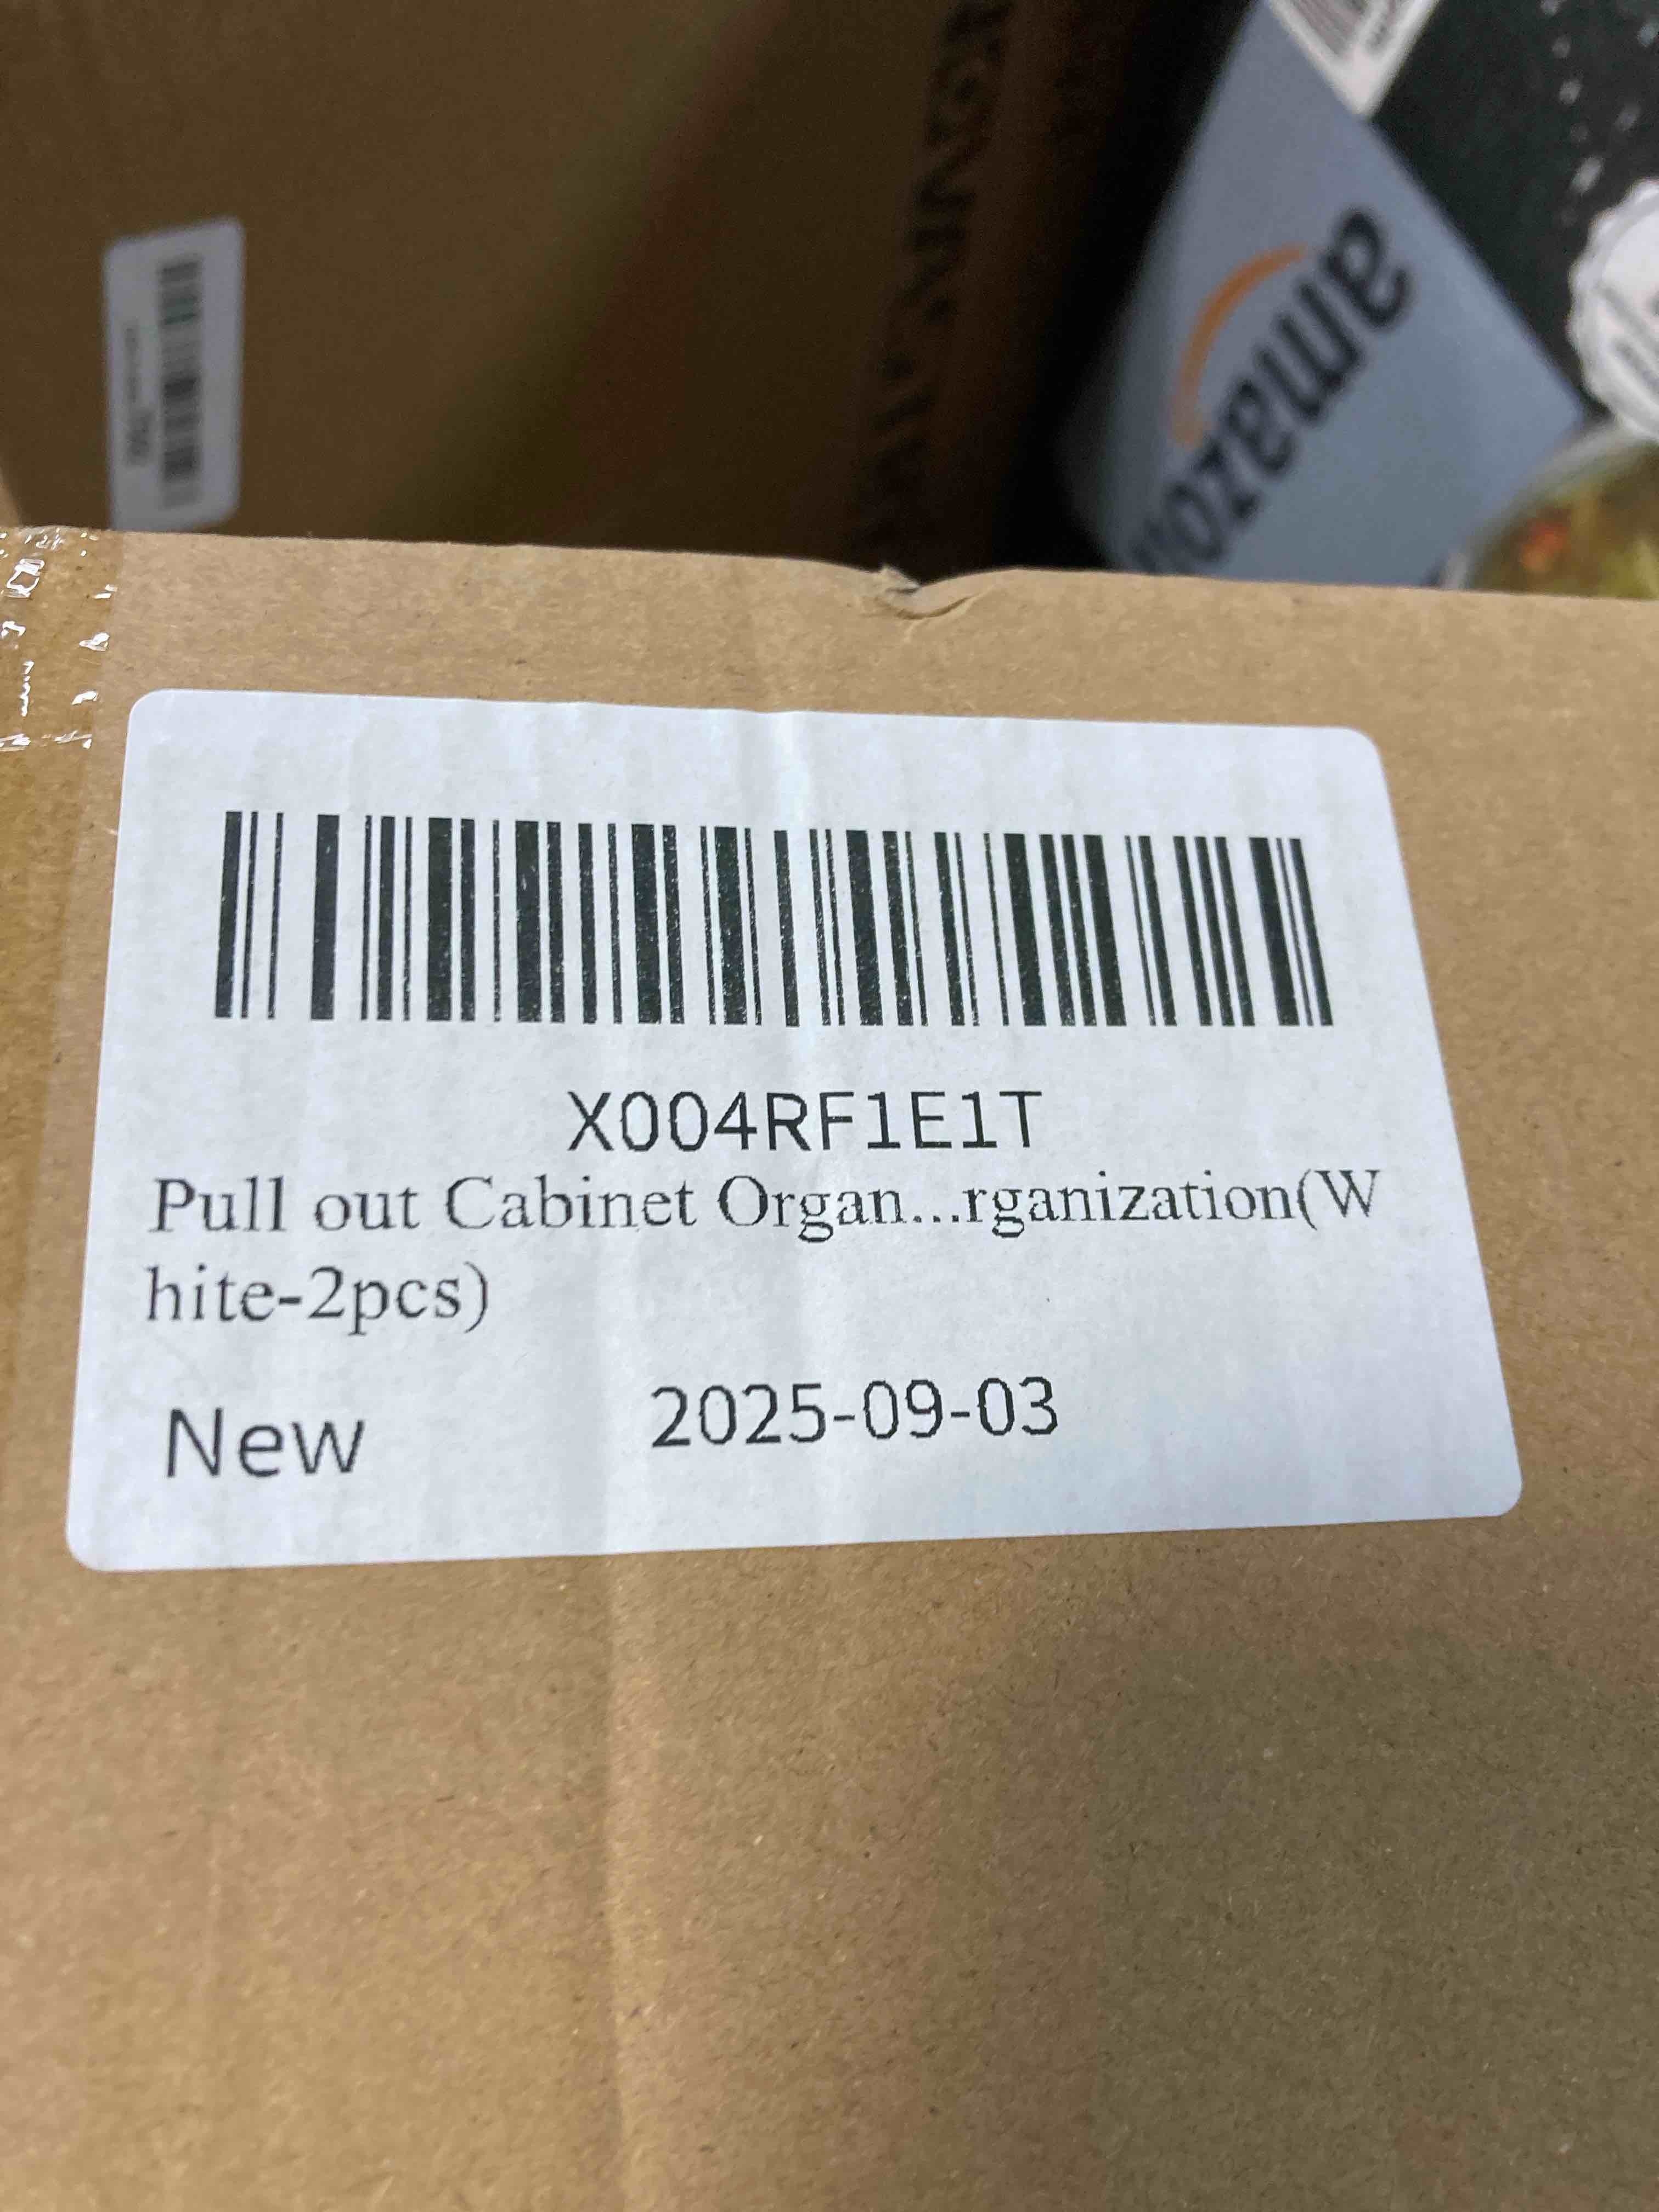 amazon
X004RF1E1T
Pull out Cabinet Organ...rganization(W
hite-2pcs)
New 2025-09-03